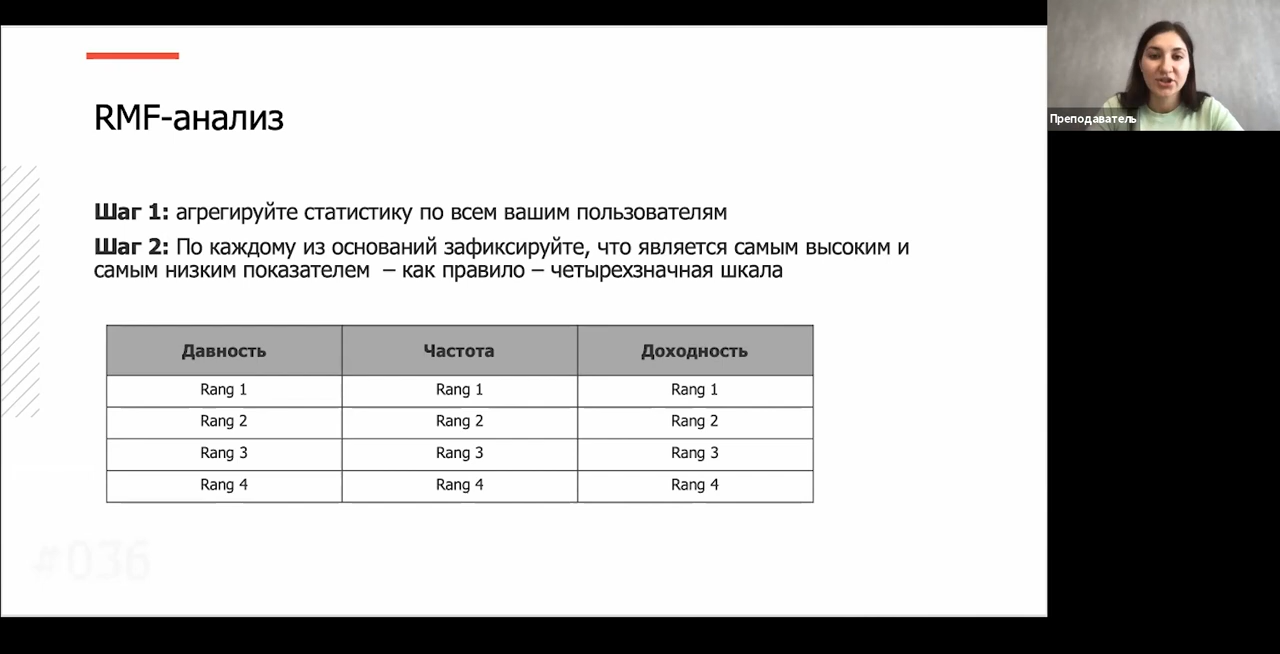 RMF-анализ
Шаг 1: агрегируйте статистику по всем вашим пользователям
Шаг 2: По каждому из оснований зафиксируйте, что является самым высоким и
самым низким показателем – как правило – четырехзначная шкала
Давность Частота Доходность
Rang 1 Rang 1 Rang 1
Rang 2 Rang 2 Rang 2
Rang 3 Rang 3 Rang 3
Rang 4 Rang 4 Rang 4
#036
Преподаватель